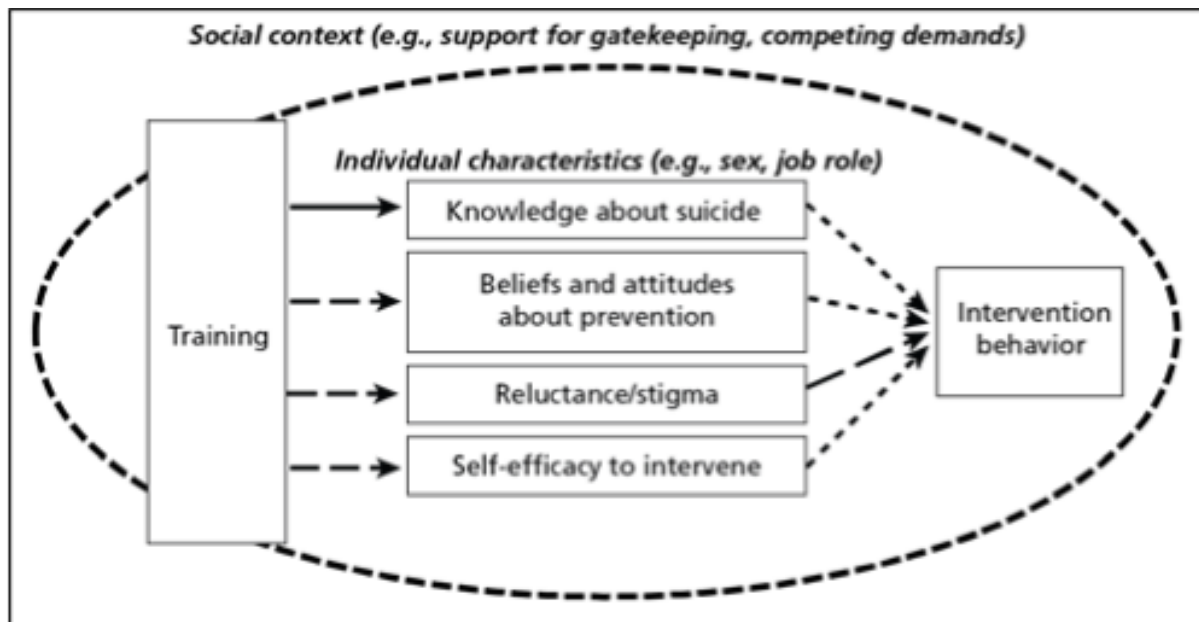 Social context (e.g., support for gatekeeping, competing demands)
Individual characteristics (e.g., sex, job role)
Training
Knowledge about suicide
Beliefs and attitudes
about prevention
Reluctance/stigma
Self-efficacy to intervene
Intervention
behavior